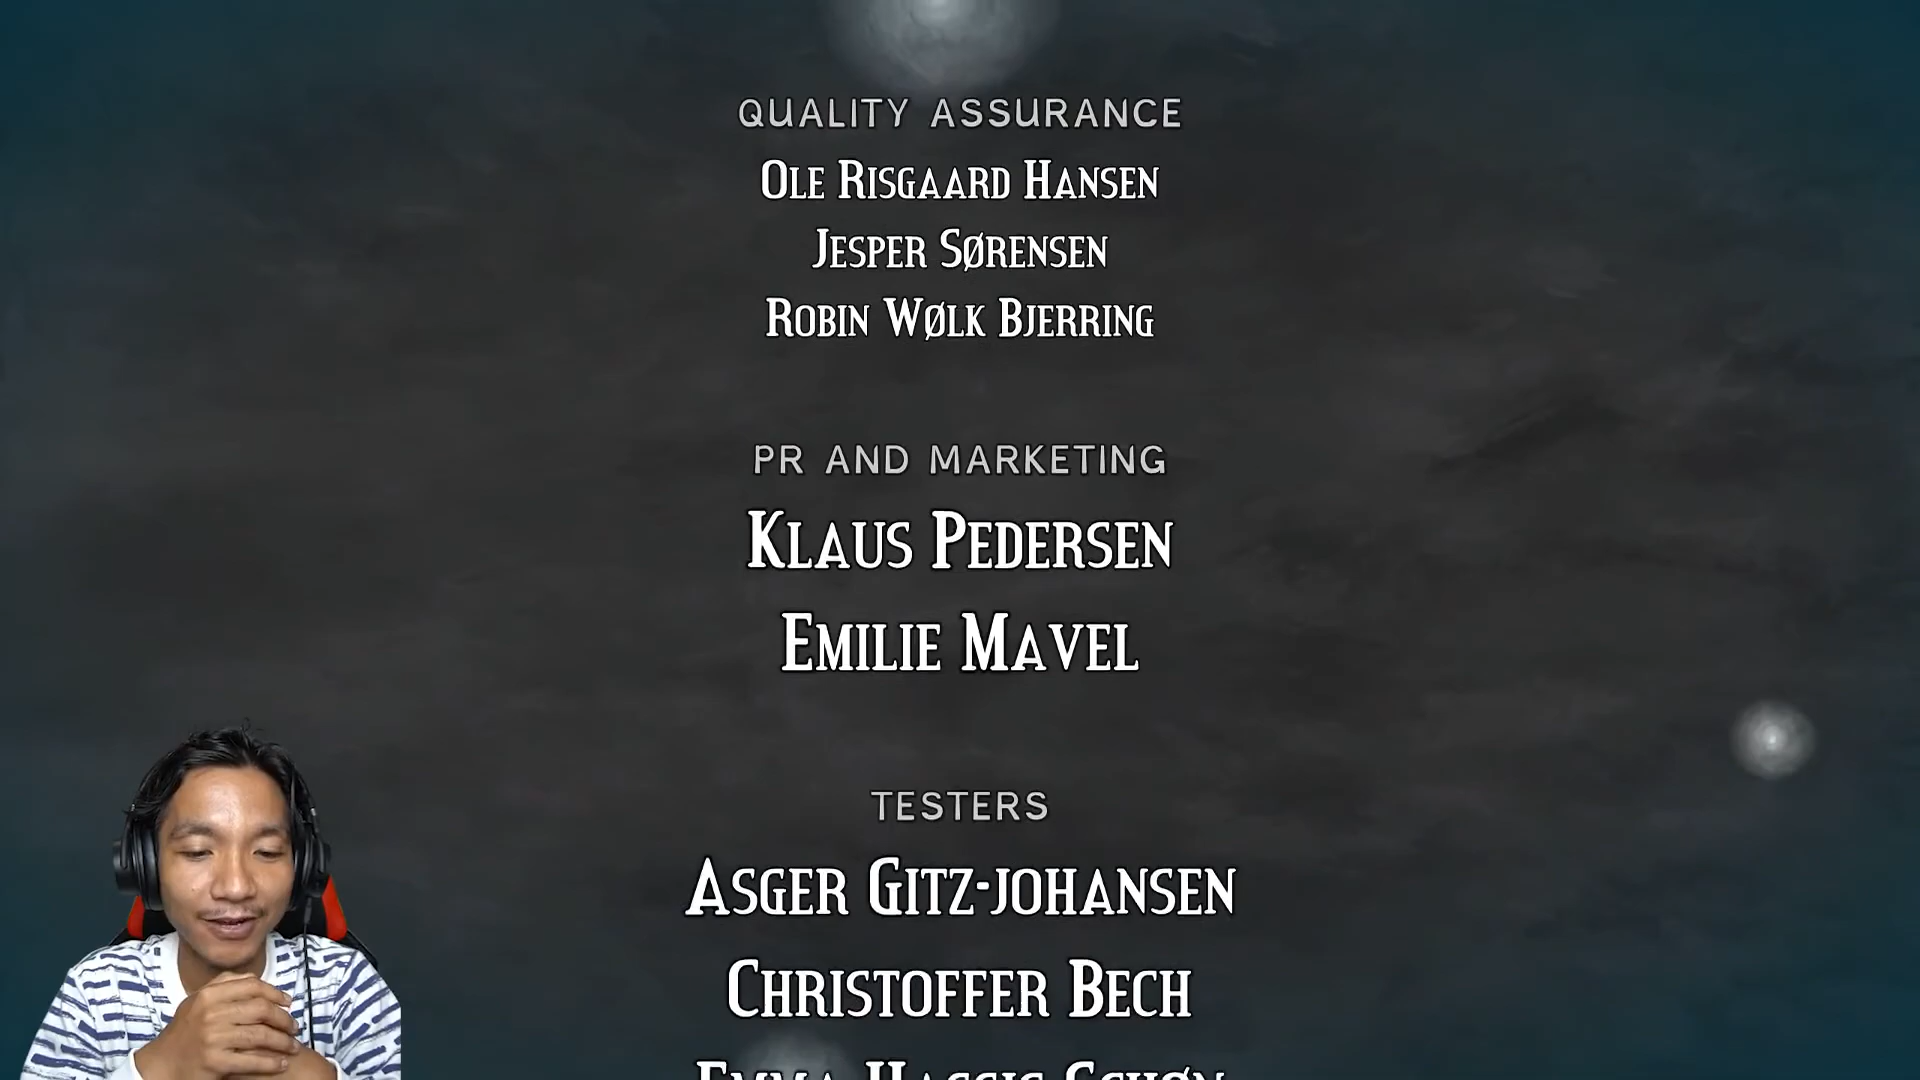 QUALITY ASSURANCE
OLE RISGAARD HANSEN
JESPER SØRENSEN
ROBIN WØLK BJERRING
PR AND MARKETING
KLAUS PEDERSEN
EMILIE MAVEL
TESTERS
ASGER GITZ-JOHANSEN
CHRISTOFFER BECH
EMMA